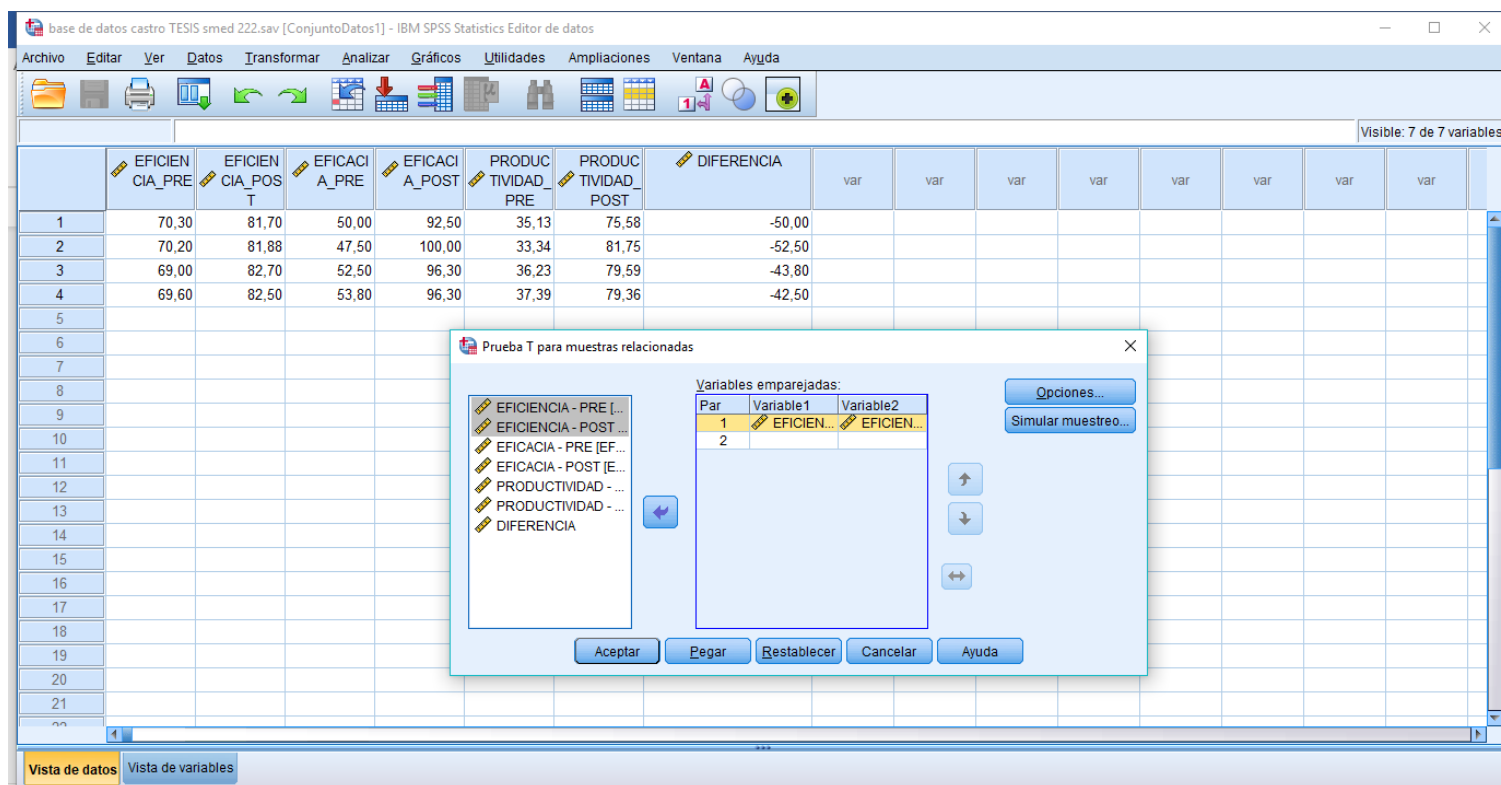 base de datos castro TESIS smed 222.sav [ConjuntoDatos1] - IBM SPSS Statistics Editor de datos
Archivo Editar Ver Datos Transformar Analizar Gráficos Utilidades Ampliaciones Ventana Ayuda
Visible: 7 de 7 variables
EFICIEN
CIA_PRE
EFICIEN
CIA_POS
T
EFICACI
A_PRE
EFICACI
A_POST
PRODUC
TIVIDAD_
PRE
PRODUC
TIVIDAD_
POST
DIFERENCIA
var var var var var var var var
1 70,30 81,70 50,00 92,50 35,13 75,58 -50,00
2 70,20 81,88 47,50 100,00 33,34 81,75 -52,50
3 69,00 82,70 52,50 96,30 36,23 79,59 -43,80
4 69,60 82,50 53,80 96,30 37,39 79,36 -42,50
5
6
7
8
9
10
11
12
13
14
15
16
17
18
19
20
21
Prueba T para muestras relacionadas
EFICIENCIA - PRE [...
EFICIENCIA - POST ...
EFICACIA - PRE [EF...
EFICACIA - POST [E...
PRODUCTIVIDAD - ...
PRODUCTIVIDAD - ...
DIFERENCIA
Variables emparejadas:
Par Variable1 Variable2
1 EFICIEN... EFICIEN...
2
Opciones...
Simular muestreo...
Aceptar Pegar Restablecer Cancelar Ayuda
Vista de datos Vista de variables